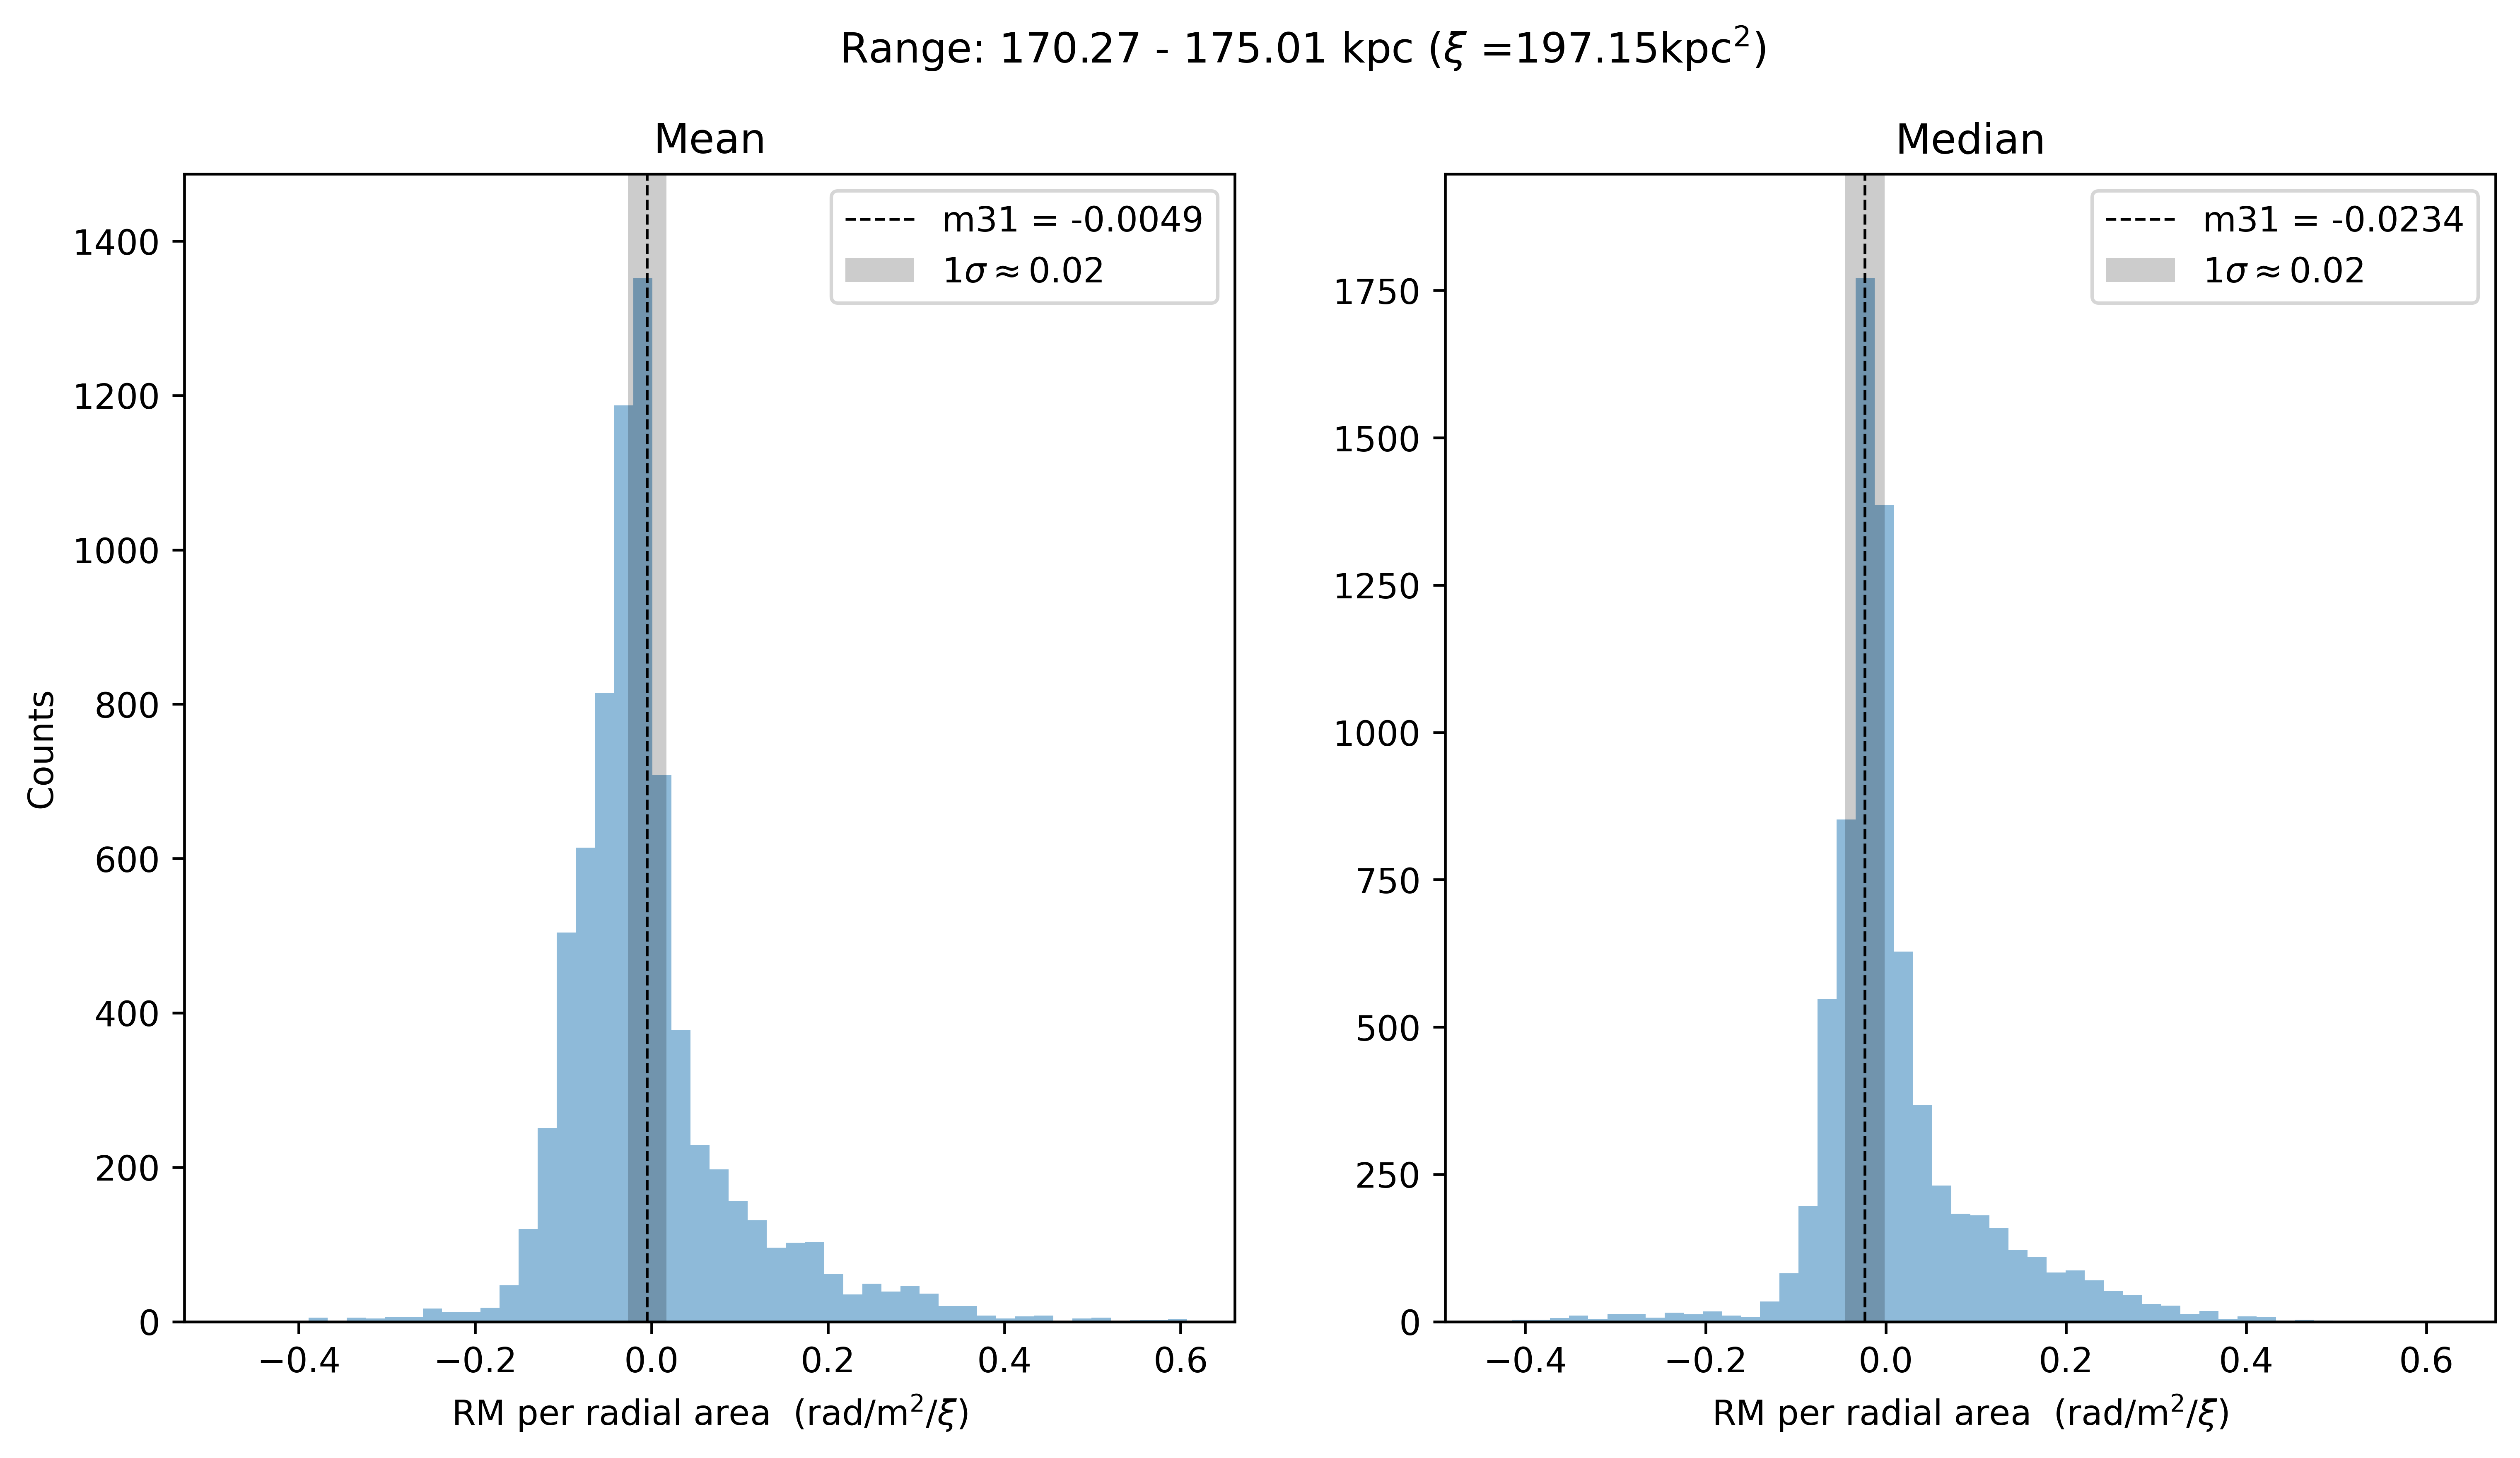 Range: 170.27 - 175.01 kpc (ξ =197.15kpc²)
Mean
m31 = -0.0049
1σ ≈ 0.02
1400
1200
1000
800
600
400
200
0
Counts
−0.4 −0.2 0.0 0.2 0.4 0.6
RM per radial area (rad/m²/ξ)
Median
m31 = -0.0234
1σ ≈ 0.02
1750
1500
1250
1000
750
500
250
0
−0.4 −0.2 0.0 0.2 0.4 0.6
RM per radial area (rad/m²/ξ)